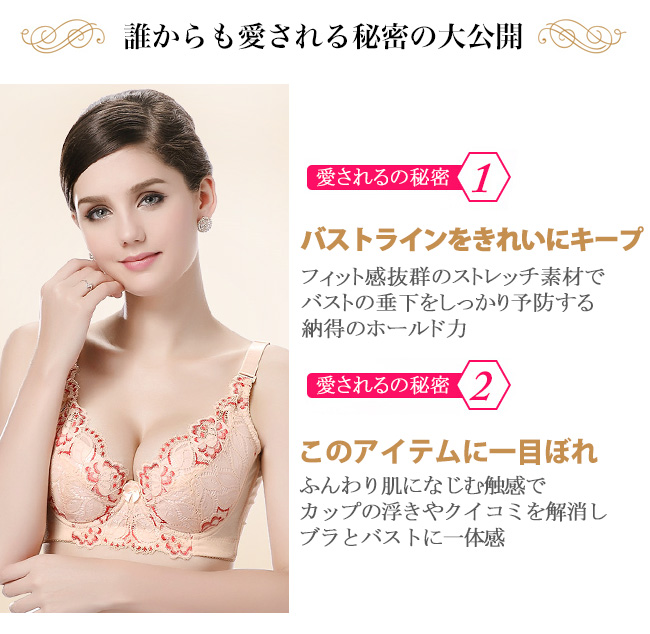 誰からも愛される秘密の大公開
愛されるの秘密 1
バストラインをきれいにキープ
フィット感抜群のストレッチ素材で
バストの垂下をしっかり予防する
納得のホールド力
愛されるの秘密 2
このアイテムに一目ぼれ
ふんわり肌になじむ触感で
カップの浮きやクイコミを解消し
ブラとバストに一体感